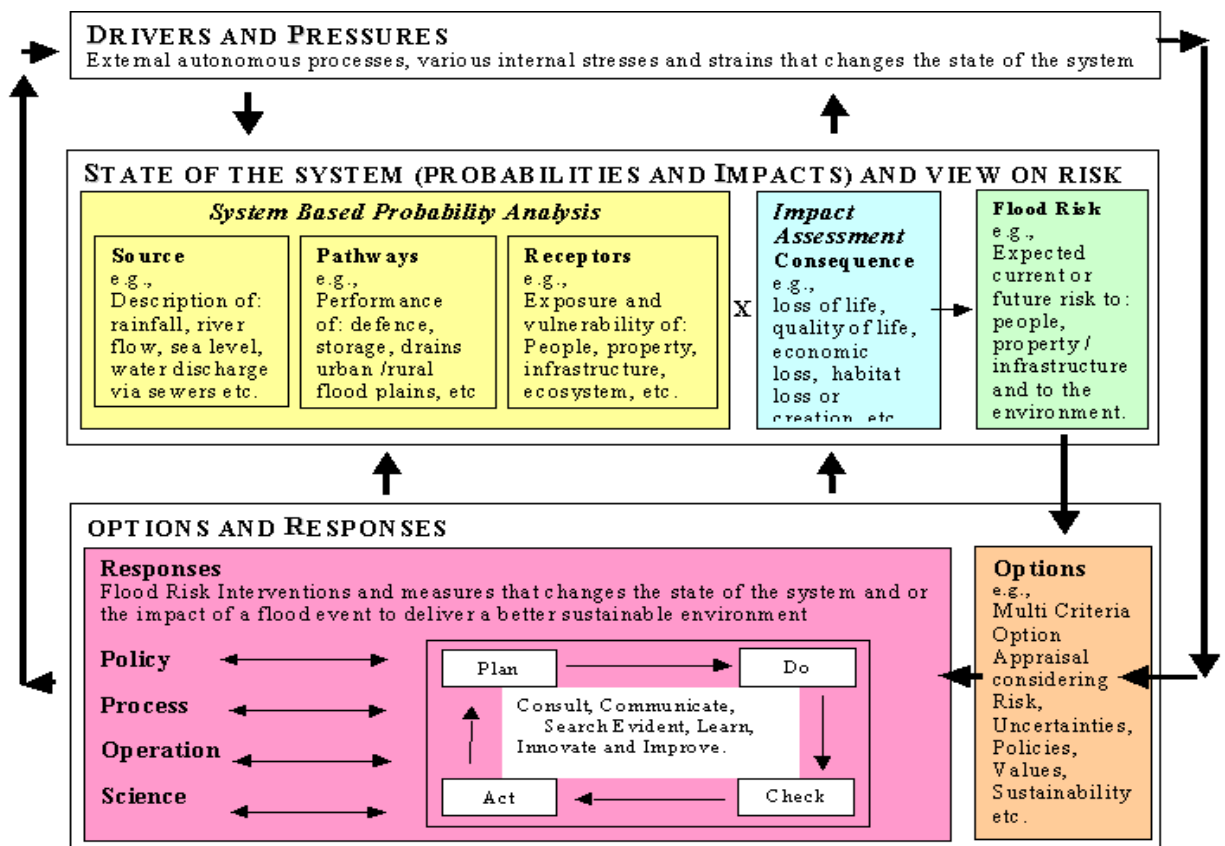 DRIVERS AND PRESSURES
External autonomous processes, various internal stresses and strains that changes the state of the system
STATE OF THE SYSTEM (PROBABILITIES AND IMPACTS) AND VIEW ON RISK
System Based Probability Analysis
Source
e.g.,
Description of:
rainfall, river
flow, sea level,
water discharge
via sewers etc.
Pathways
e.g.,
Performance
of: defence,
storage, drains
urban /rural
flood plains, etc
Receptors
e.g.,
Exposure and
vulnerability of:
People, property,
infrastructure,
ecosystem, etc.
X
Impact
Assessment
Consequence
e.g.,
loss of life,
quality of life,
economic
loss, habitat
loss or
creation, etc
Flood Risk
e.g.,
Expected
current or
future risk to:
people,
property /
infrastructure
and to the
environment.
OPTIONS AND RESPONSES
Responses
Flood Risk Interventions and measures that changes the state of the system and or
the impact of a flood event to deliver a better sustainable environment
Policy
Process
Operation
Science
Plan
Do
Consult, Communicate,
Search Evident, Learn,
Innovate and Improve.
Act
Check
Options
e.g.,
Multi Criteria
Option
Appraisal
considering
Risk,
Uncertainties,
Policies,
Values,
Sustainability
etc.